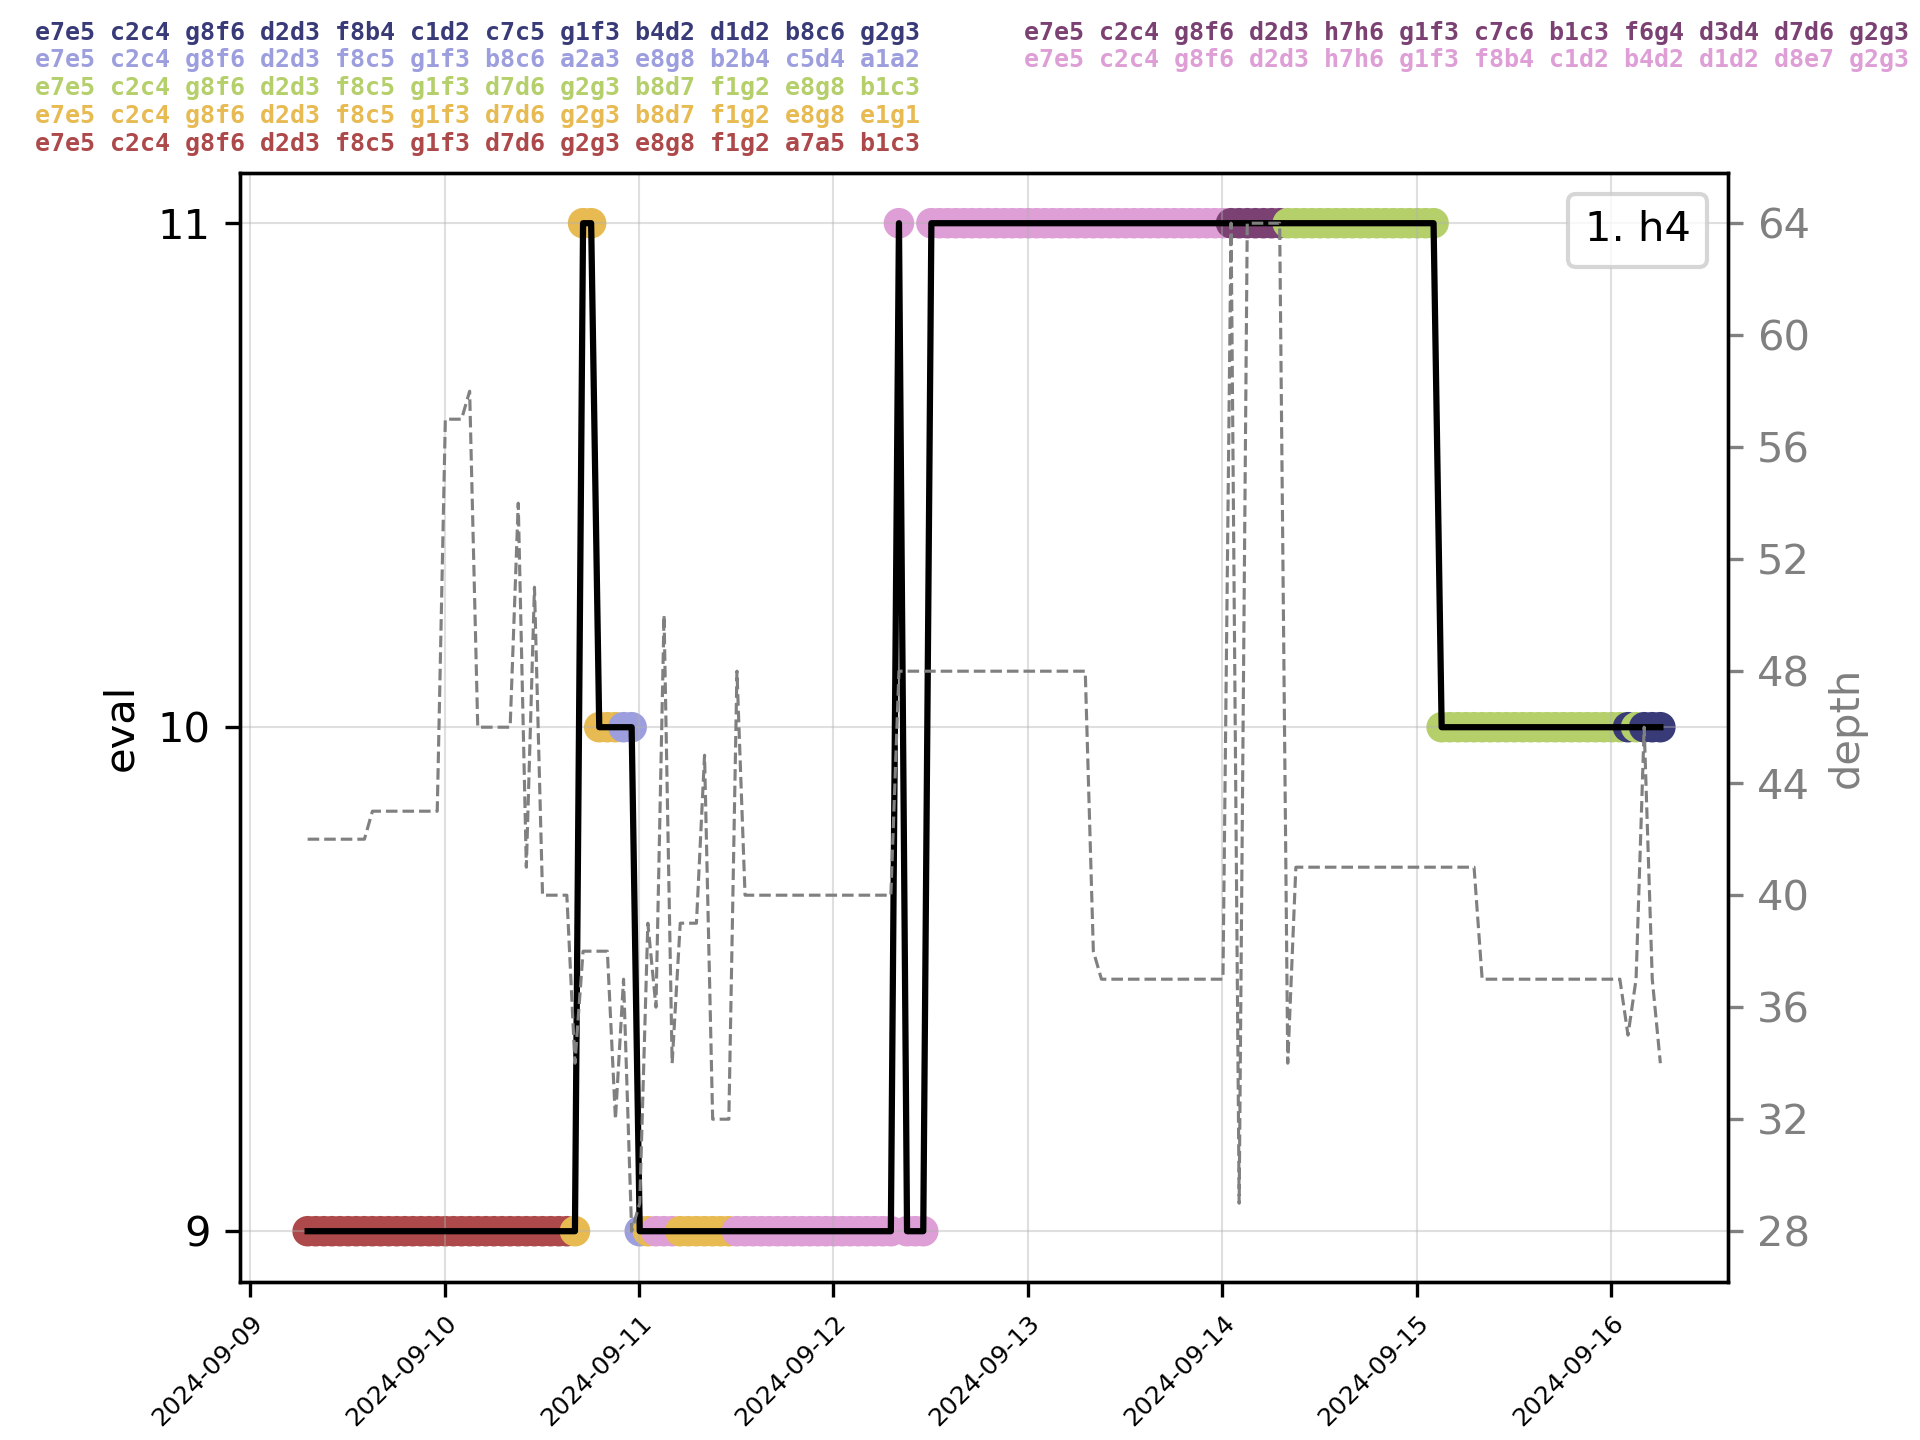 e7e5 c2c4 g8f6 d2d3 f8b4 c1d2 c7c5 g1f3 b4d2 d1d2 b8c6 g2g3
e7e5 c2c4 g8f6 d2d3 f8c5 g1f3 b8c6 a2a3 e8g8 b2b4 c5d4 a1a2
e7e5 c2c4 g8f6 d2d3 f8c5 g1f3 d7d6 g2g3 b8d7 f1g2 e8g8 b1c3
e7e5 c2c4 g8f6 d2d3 f8c5 g1f3 d7d6 g2g3 b8d7 f1g2 e8g8 e1g1
e7e5 c2c4 g8f6 d2d3 f8c5 g1f3 d7d6 g2g3 e8g8 f1g2 a7a5 b1c3
e7e5 c2c4 g8f6 d2d3 h7h6 g1f3 c7c6 b1c3 f6g4 d3d4 d7d6 g2g3
e7e5 c2c4 g8f6 d2d3 h7h6 g1f3 f8b4 c1d2 b4d2 d1d2 d8e7 g2g3
1. h4
eval
11
10
9
64
60
56
52
48
44
40
36
32
28
depth
2024-09-09
2024-09-10
2024-09-11
2024-09-12
2024-09-13
2024-09-14
2024-09-15
2024-09-16